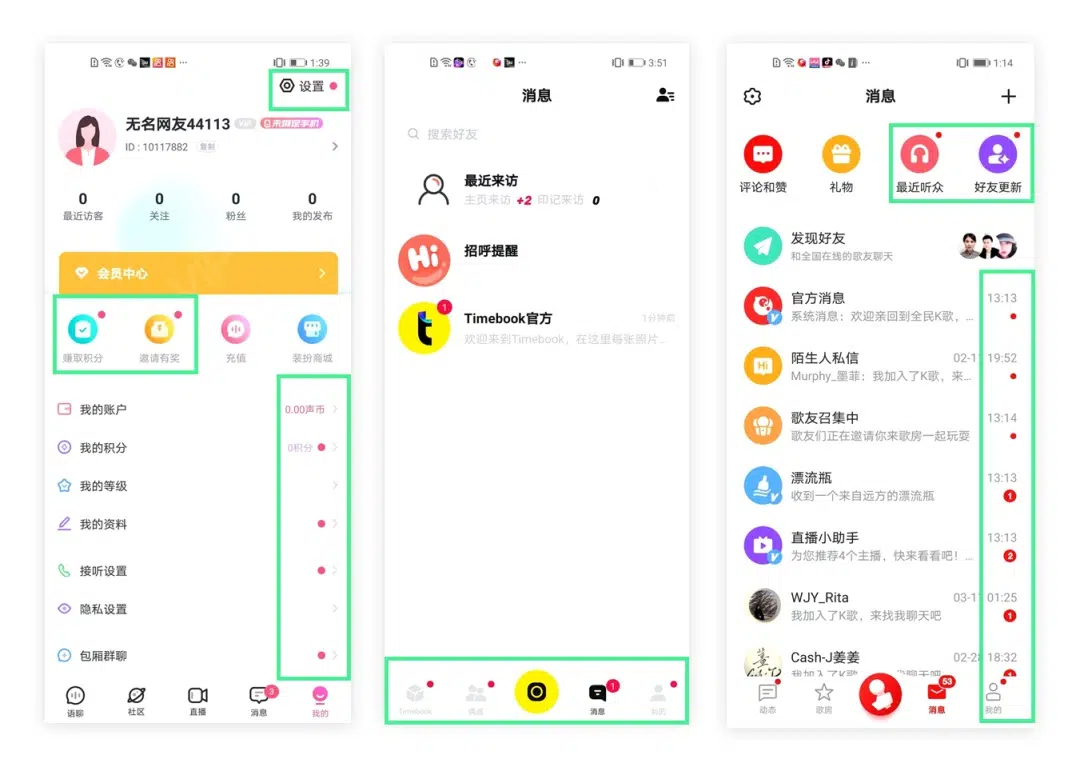 1:39
设置
无名网友44113
未绑定手机
ID : 10117882 复制
0 0 0 0
最近访客 关注 粉丝 我的发布
会员中心
赚取积分 邀请有奖 充值 装扮商城
我的账户 0.00声币
我的积分 0积分
我的等级
我的资料
接听设置
隐私设置
包厢群聊
3
语聊 社区 直播 消息 我的
3:51
消息
搜索好友
最近来访
主页来访 +2 印记来访 0
Hi
招呼提醒
1
t
Timebook官方 1分钟前
欢迎来到Timebook，在这里每张照片...
1
Timebook 消息 我的
1:14
消息
评论和赞 礼物 最近听众 好友更新
发现好友
和全国在线的歌友聊天
官方消息 13:13
系统消息：欢迎亲回到全民K歌，...
Hi
陌生人私信 02-1 19:52
Murphy_墨菲：我加入了K歌，来...
歌友召集中 13:14
歌友们正在邀请你来歌房一起玩耍
漂流瓶 13:13
收到一个来自远方的漂流瓶 1
直播小助手 13:13
为您推荐4个主播，快来看看吧！... 2
WJY_Rita 03-1 01:25
我加入了K歌，来找我聊天吧 1
Cash-J姜姜 02-2 18:32
53
动态 歌房 消息 我的